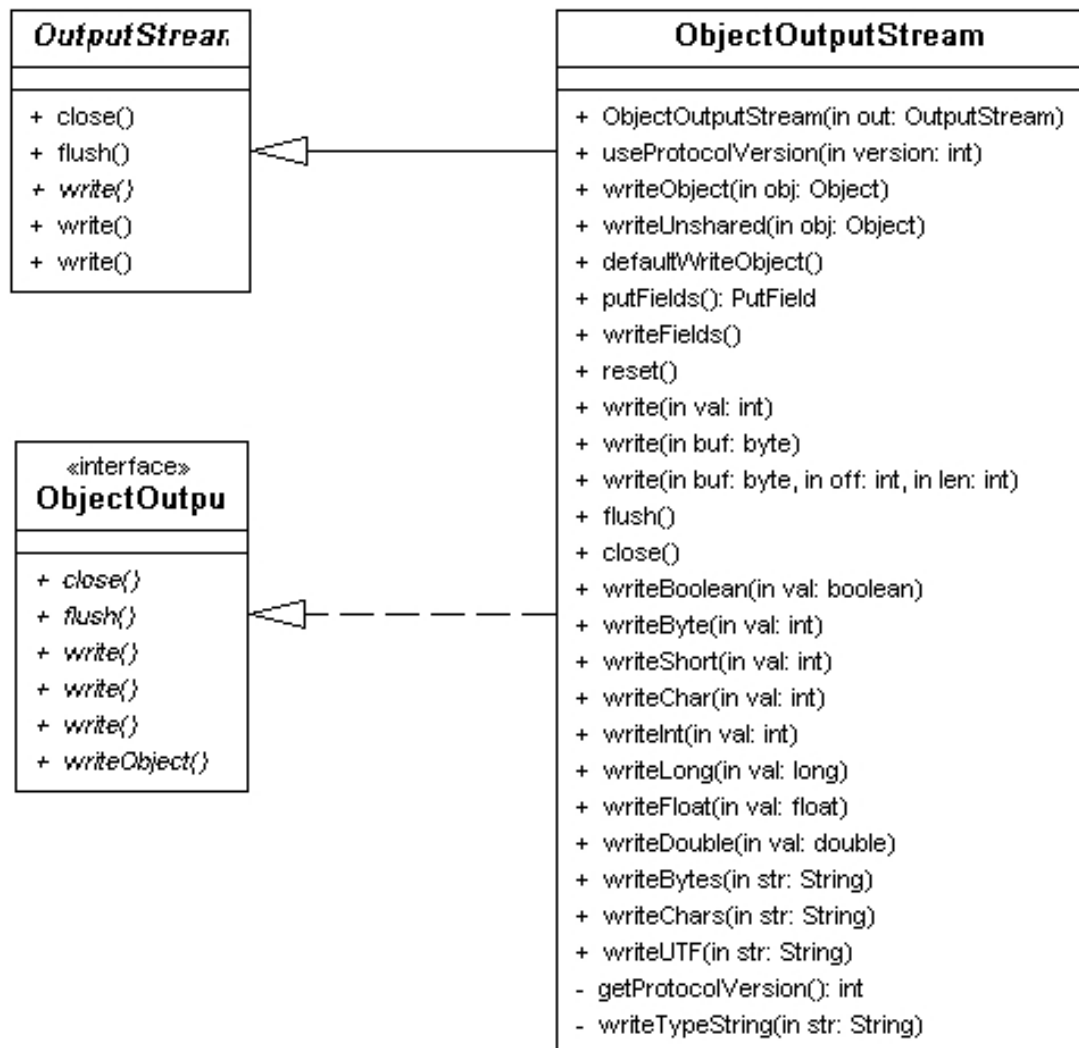 OutputStrear
+ close()
+ flush()
+ write()
+ write()
+ write()
«interface»
ObjectOutpu
+ close()
+ flush()
+ write()
+ write()
+ write()
+ writeObject()
ObjectOutputStream
+ ObjectOutputStream(in out: OutputStream)
+ useProtocolVersion(in version: int)
+ writeObject(in obj: Object)
+ writeUnshared(in obj: Object)
+ defaultWriteObject()
+ putFields(): PutField
+ writeFields()
+ reset()
+ write(in val: int)
+ write(in buf: byte)
+ write(in buf: byte, in off: int, in len: int)
+ flush()
+ close()
+ writeBoolean(in val: boolean)
+ writeByte(in val: int)
+ writeShort(in val: int)
+ writeChar(in val: int)
+ writeInt(in val: int)
+ writeLong(in val: long)
+ writeFloat(in val: float)
+ writeDouble(in val: double)
+ writeBytes(in str: String)
+ writeChars(in str: String)
+ writeUTF(in str: String)
- getProtocolVersion(): int
- writeTypeString(in str: String)